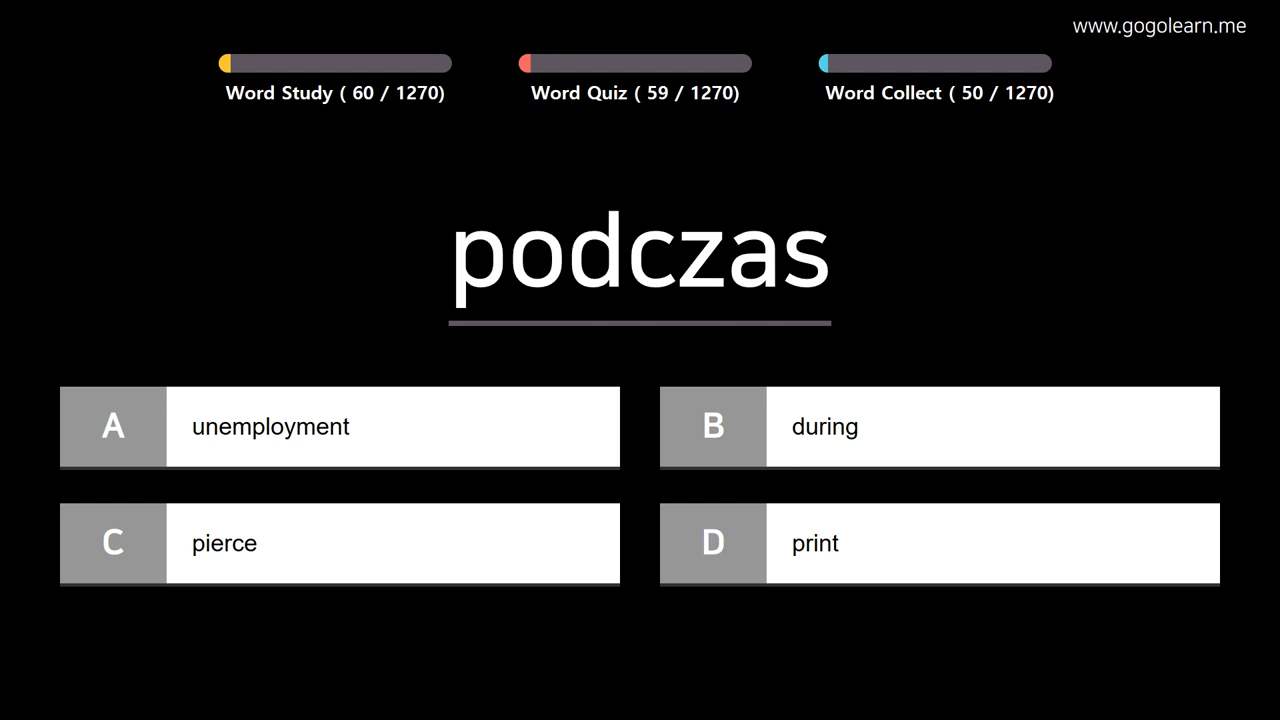 www.gogolearn.me
Word Study ( 60 / 1270)
Word Quiz ( 59 / 1270)
Word Collect ( 50 / 1270)
podczas
A unemployment
B during
C pierce
D print